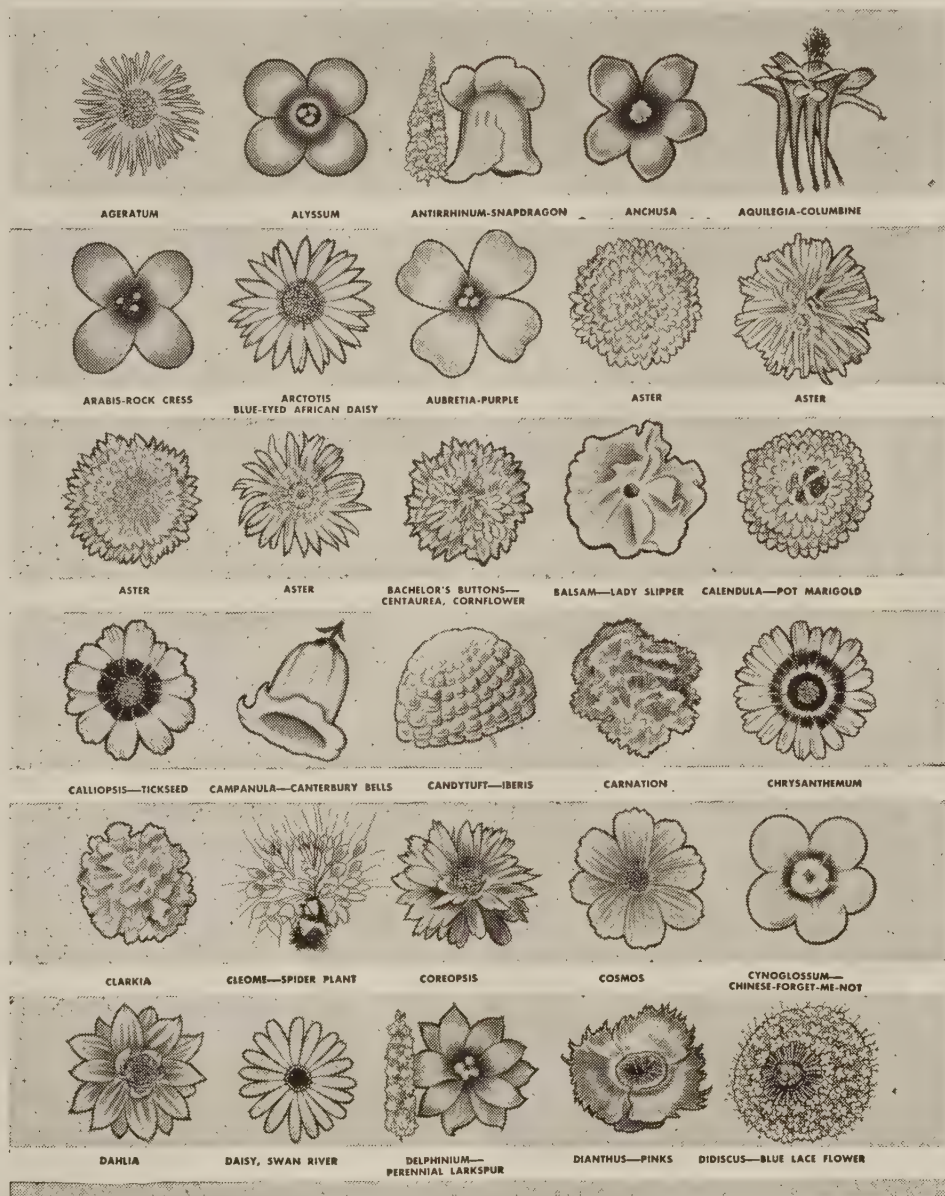 AGERATUM
ALYSSUM
ANTIRRHINUM-SNAPDRAGON
ANCHUSA
AQUILEGIA-COLUMBINE
ARABIS-ROCK CRESS
ARCTOTIS
BLUE-EYED AFRICAN DAISY
AUBRETIA-PURPLE
ASTER
ASTER
ASTER
ASTER
BACHELOR'S BUTTONS—
CENTAUREA, CORNFLOWER
BALSAM—LADY SLIPPER
CALENDULA—POT MARIGOLD
CALLIOPSIS—TICKSEED
CAMPANULA—CANTERBURY BELLS
CANDYTUFT—IBERIS
CARNATION
CHRYSANTHEMUM
CLARKIA
CLEOME—SPIDER PLANT
COREOPSIS
COSMOS
CYNOGLOSSUM—
CHINESE-FORGET-ME-NOT
DAHLIA
DAISY, SWAN RIVER
DELPHINIUM—
PERENNIAL LARKSPUR
DIANTHUS—PINKS
DIDISCUS—BLUE LACE FLOWER